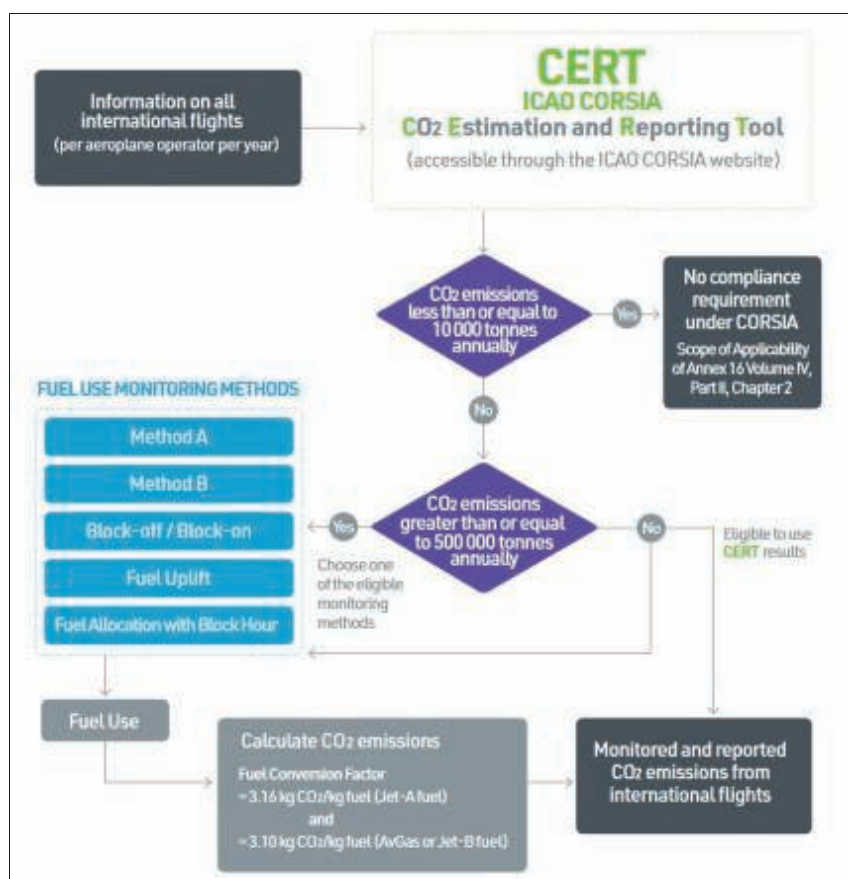 Information on all
international flights
(per aeroplane operator per year)
CERT
ICAO CORSIA
CO2 Estimation and Reporting Tool
(accessible through the ICAO CORSIA website)
CO2 emissions
less than or equal to
10 000 tonnes
annually
Yes
No compliance
requirement
under CORSIA
Scope of Applicability
of Annex 16 Volume IV,
Part II, Chapter 2
No
FUEL USE MONITORING METHODS
Method A
Method B
Block-off / Block-on
Fuel Uplift
Fuel Allocation with Block Hour
CO2 emissions
greater than or equal
to 500 000 tonnes
annually
Yes
Choose one
of the eligible
monitoring
methods
No
Eligible to use
CERT results
Fuel Use
Calculate CO2 emissions
Fuel Conversion Factor
= 3.16 kg CO2/kg fuel (Jet-A fuel)
and
= 3.10 kg CO2/kg fuel (AvGas or Jet-B fuel)
Monitored and reported
CO2 emissions from
international flights